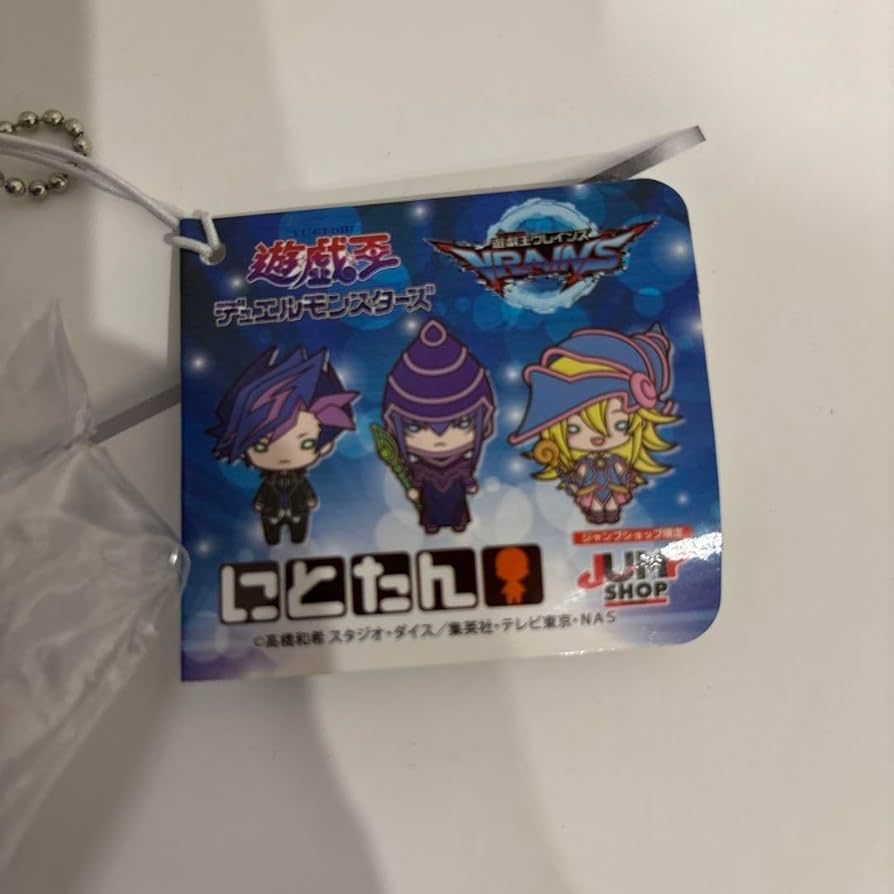 YU-GI-OH!
遊戯王
デュエルモンスターズ
遊戯王ヴレインズ
VRAINS
にとたん
ジャンプショップ限定
JUMP
SHOP
©高橋和希 スタジオ・ダイス／集英社・テレビ東京・NAS